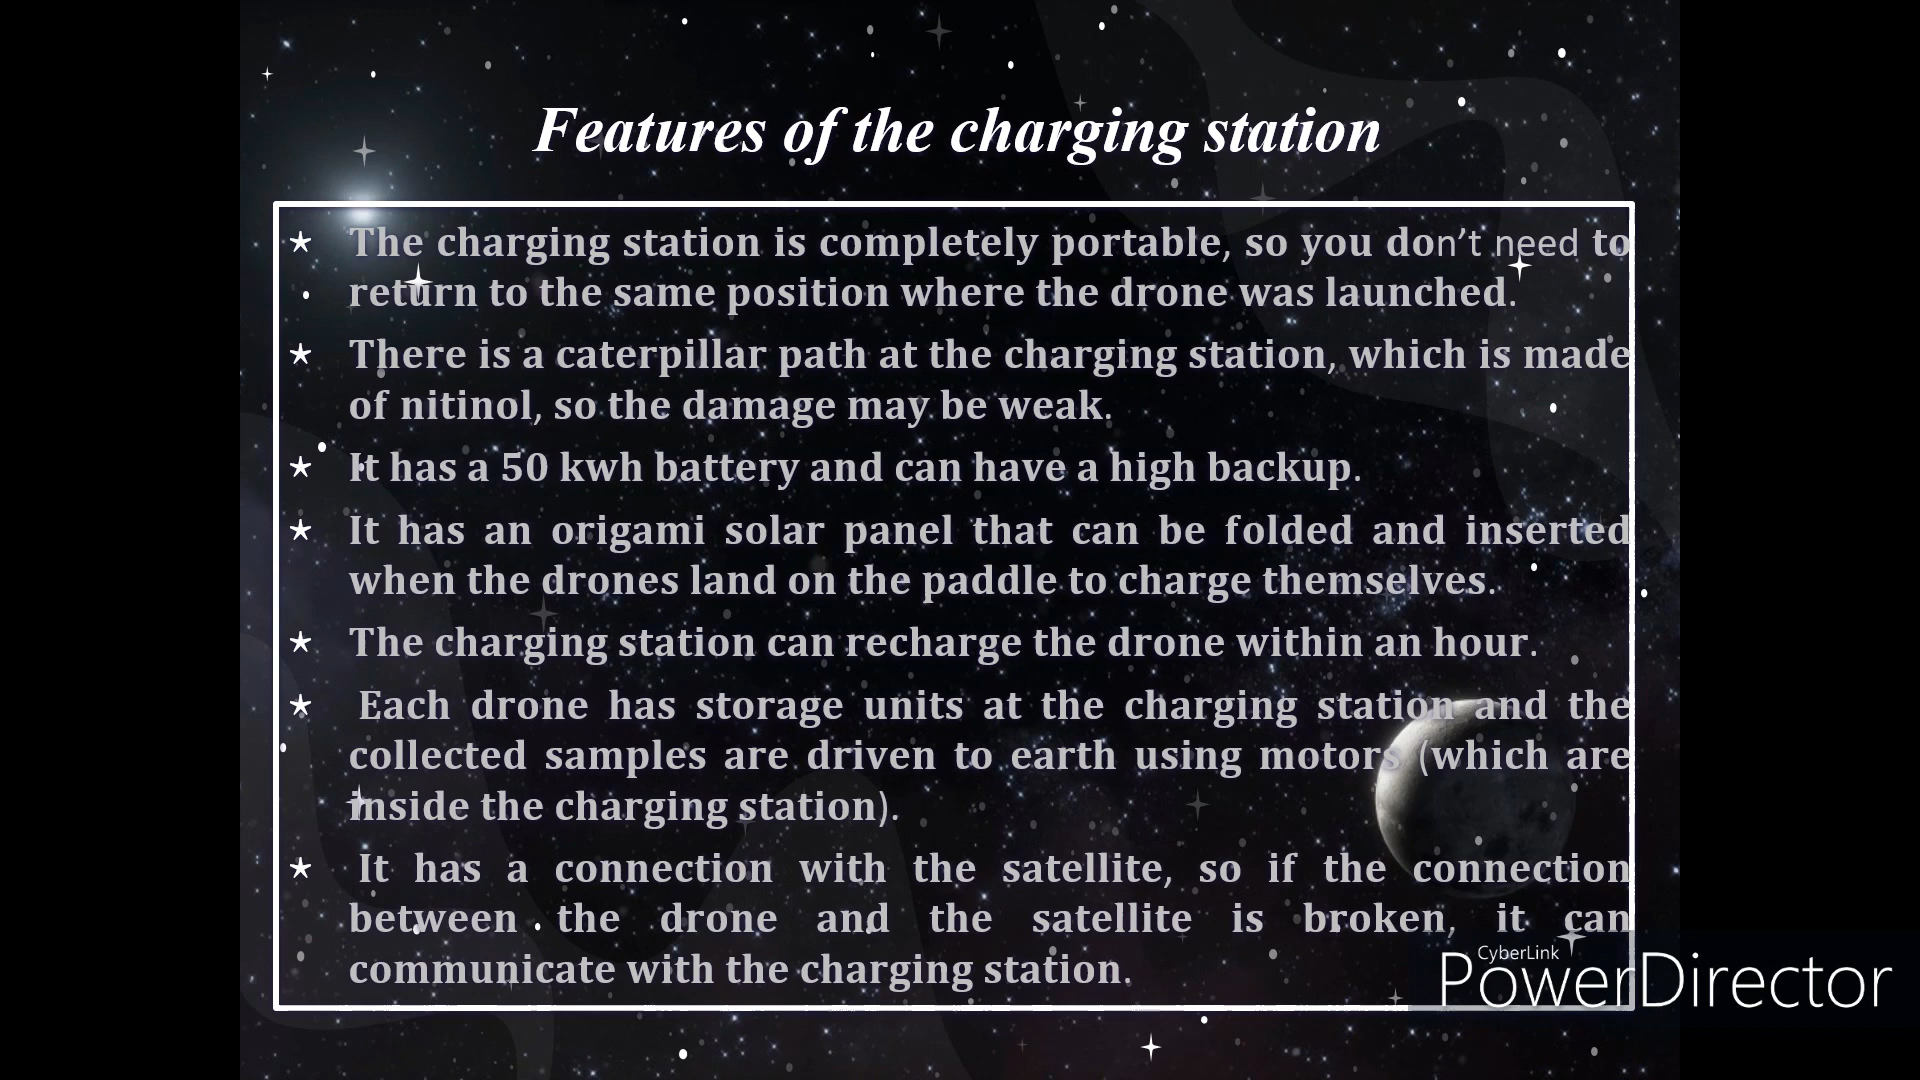 Features of the charging station
The charging station is completely portable, so you don’t need to
return to the same position where the drone was launched.
There is a caterpillar path at the charging station, which is made
of nitinol, so the damage may be weak.
It has a 50 kwh battery and can have a high backup.
It has an origami solar panel that can be folded and inserted
when the drones land on the paddle to charge themselves.
The charging station can recharge the drone within an hour.
Each drone has storage units at the charging station and the
collected samples are driven to earth using motors (which are
inside the charging station).
It has a connection with the satellite, so if the connection
between the drone and the satellite is broken, it can
communicate with the charging station.
CyberLink
PowerDirector